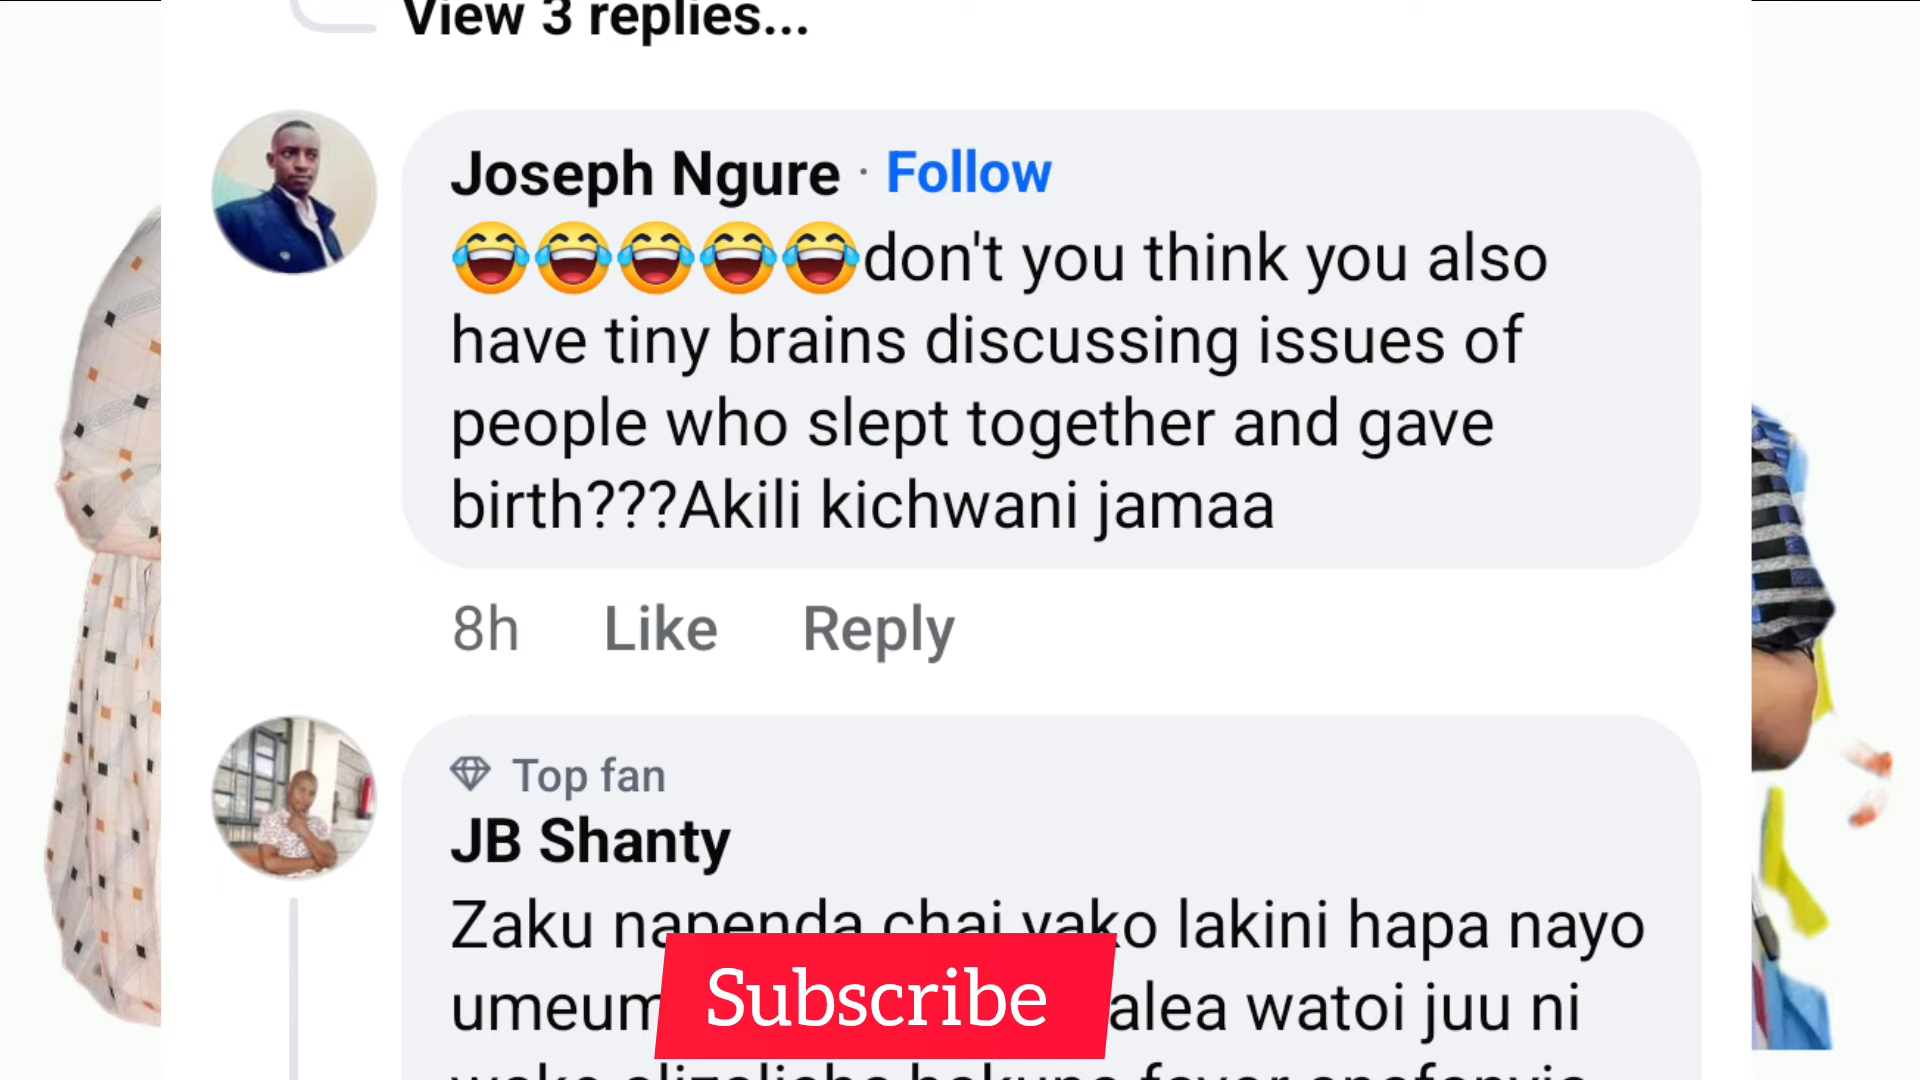 View 3 replies...
Joseph Ngure · Follow
😂😂😂😂😂don't you think you also
have tiny brains discussing issues of
people who slept together and gave
birth???Akili kichwani jamaa
8h Like Reply
Top fan
JB Shanty
Zaku napenda chai yako lakini hapa nayo
watoi juu ni
Subscribe